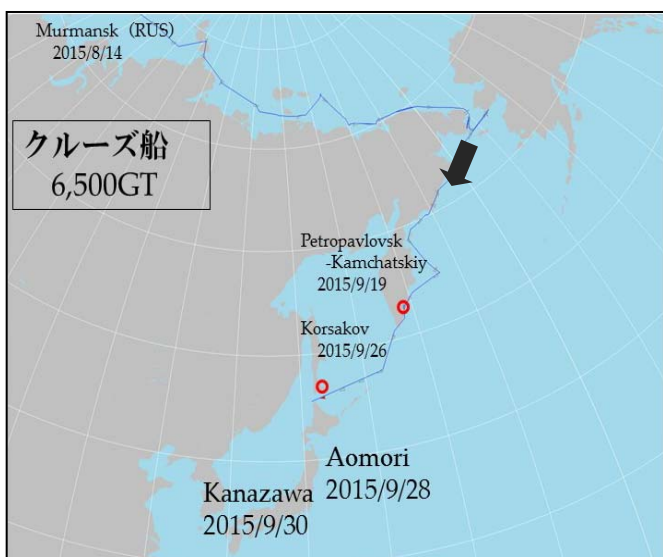 Murmansk (RUS)
2015/8/14
クルーズ船
6,500GT
Petropavlovsk
-Kamchatskiy
2015/9/19
Korsakov
2015/9/26
Aomori
2015/9/28
Kanazawa
2015/9/30